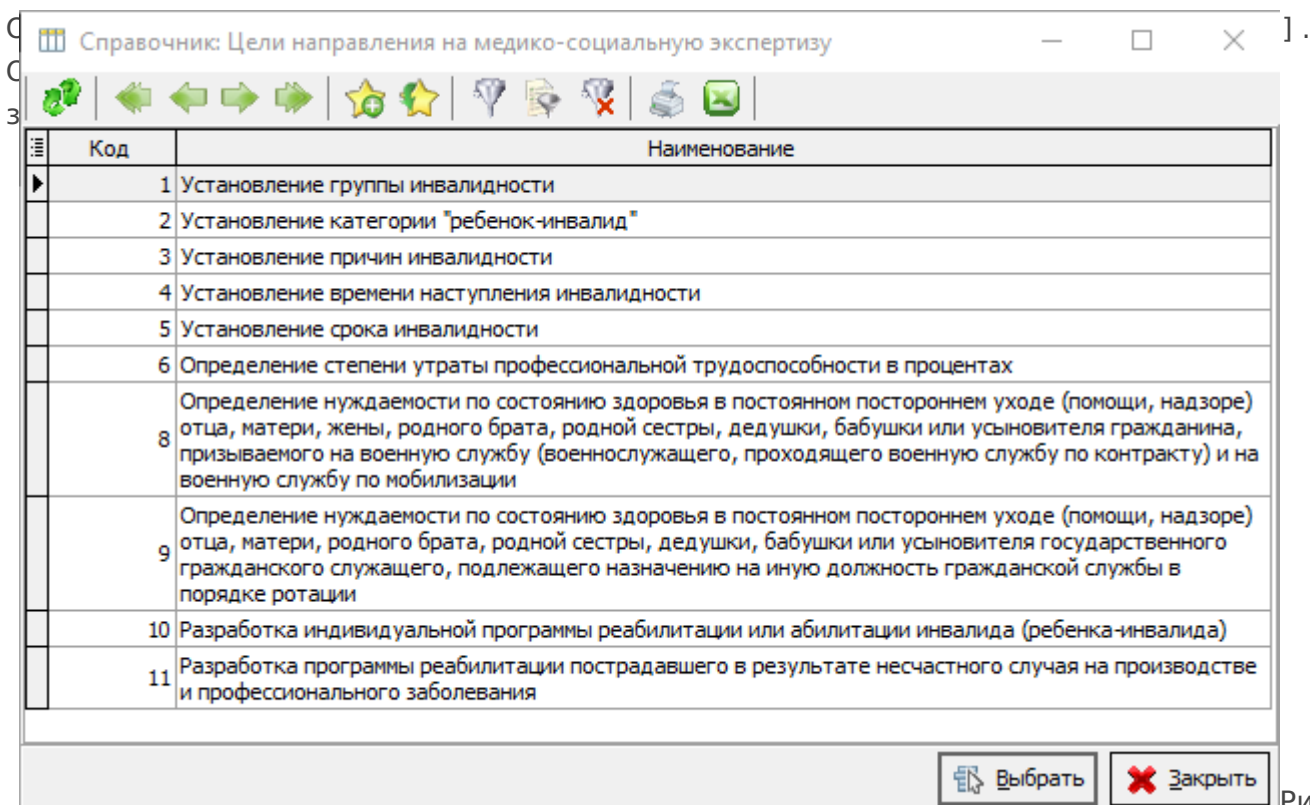 Справочник: Цели направления на медико-социальную экспертизу
] .
Код Наименование
1 Установление группы инвалидности
2 Установление категории "ребенок-инвалид"
3 Установление причин инвалидности
4 Установление времени наступления инвалидности
5 Установление срока инвалидности
6 Определение степени утраты профессиональной трудоспособности в процентах
Определение нуждаемости по состоянию здоровья в постоянном постороннем уходе (помощи, надзоре)
8 отца, матери, жены, родного брата, родной сестры, дедушки, бабушки или усыновителя гражданина,
призываемого на военную службу (военнослужащего, проходящего военную службу по контракту) и на
военную службу по мобилизации
Определение нуждаемости по состоянию здоровья в постоянном постороннем уходе (помощи, надзоре)
9 отца, матери, родного брата, родной сестры, дедушки, бабушки или усыновителя государственного
гражданского служащего, подлежащего назначению на иную должность гражданской службы в
порядке ротации
10 Разработка индивидуальной программы реабилитации или абилитации инвалида (ребенка-инвалида)
11 Разработка программы реабилитации пострадавшего в результате несчастного случая на производстве
и профессионального заболевания
Выбрать Закрыть